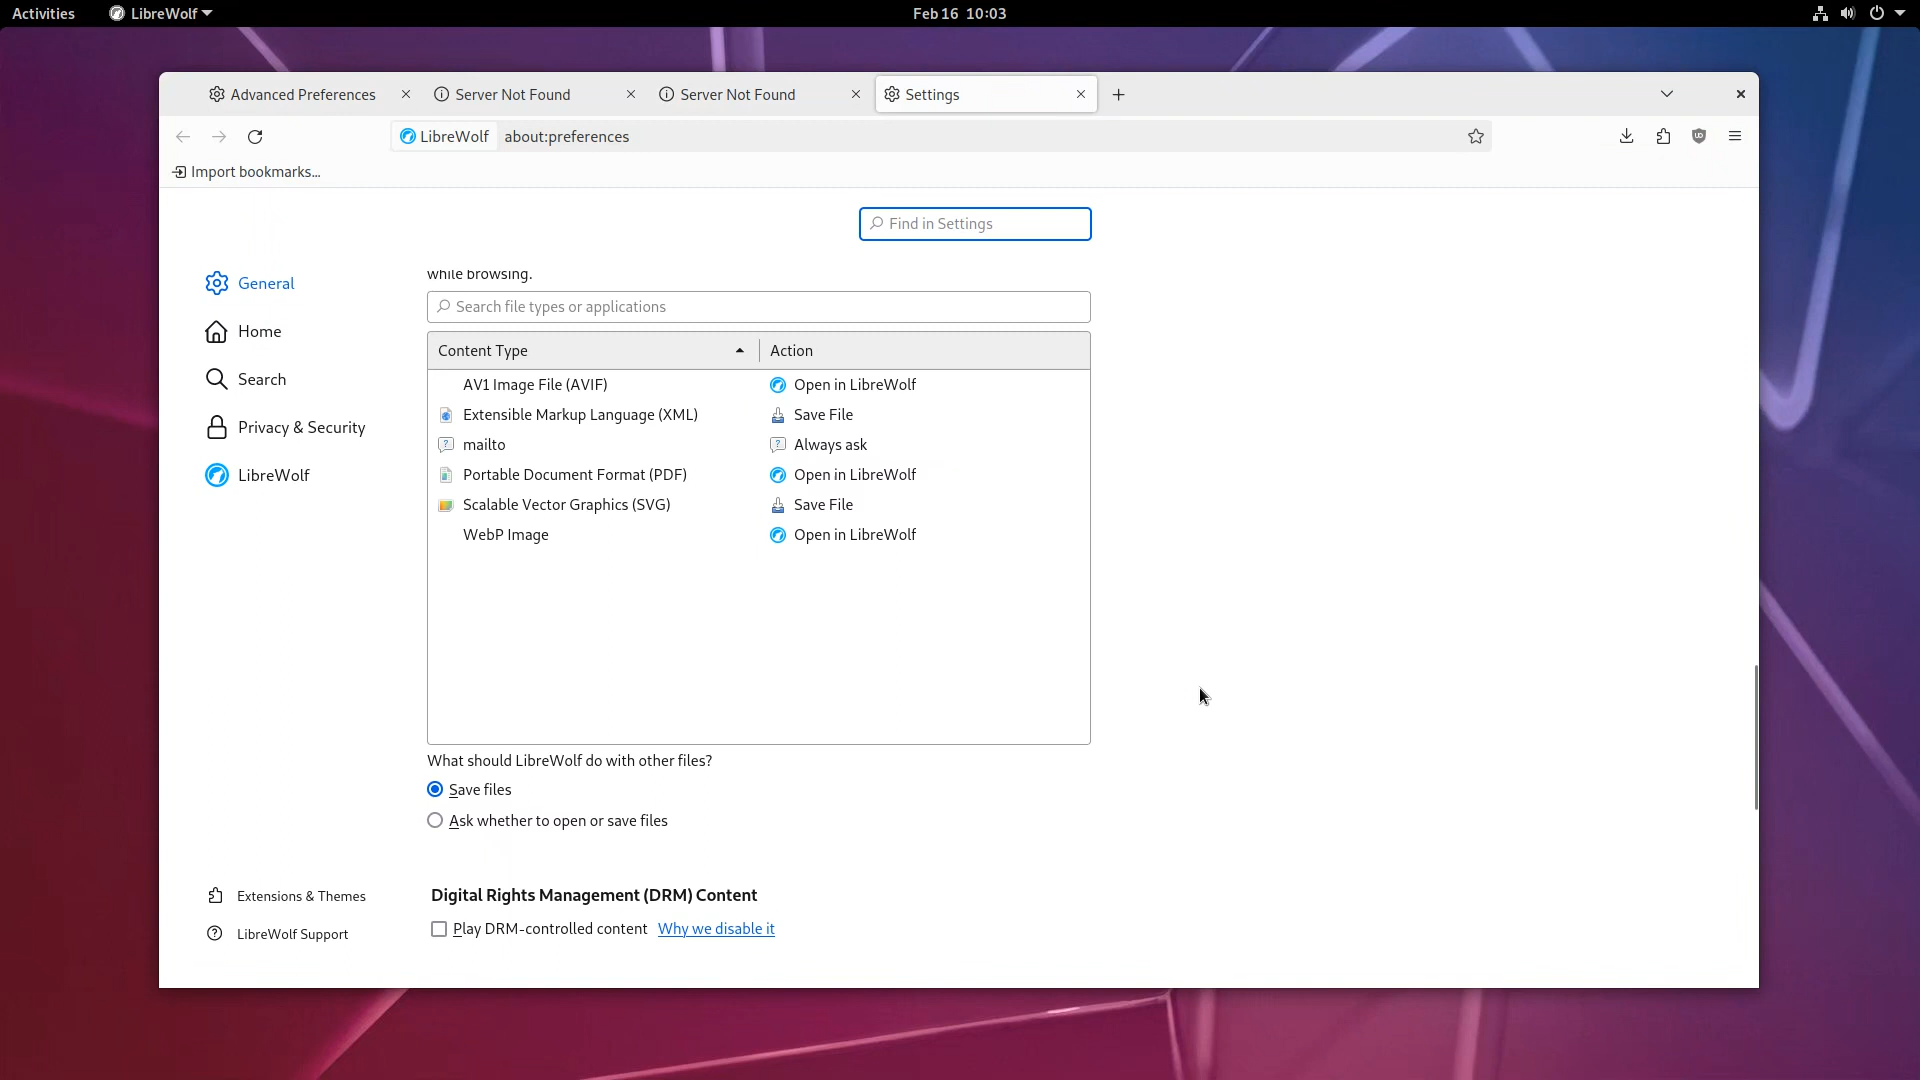 Activities LibreWolf Feb 16 10:03
Advanced Preferences Server Not Found Server Not Found Settings
LibreWolf about:preferences
Import bookmarks...
Find in Settings
General
Home
Search
Privacy & Security
LibreWolf
Extensions & Themes
LibreWolf Support
while browsing.
Search file types or applications
Content Type Action
AV1 Image File (AVIF) Open in LibreWolf
Extensible Markup Language (XML) Save File
mailto Always ask
Portable Document Format (PDF) Open in LibreWolf
Scalable Vector Graphics (SVG) Save File
WebP Image Open in LibreWolf
What should LibreWolf do with other files?
Save files
Ask whether to open or save files
Digital Rights Management (DRM) Content
Play DRM-controlled content Why we disable it